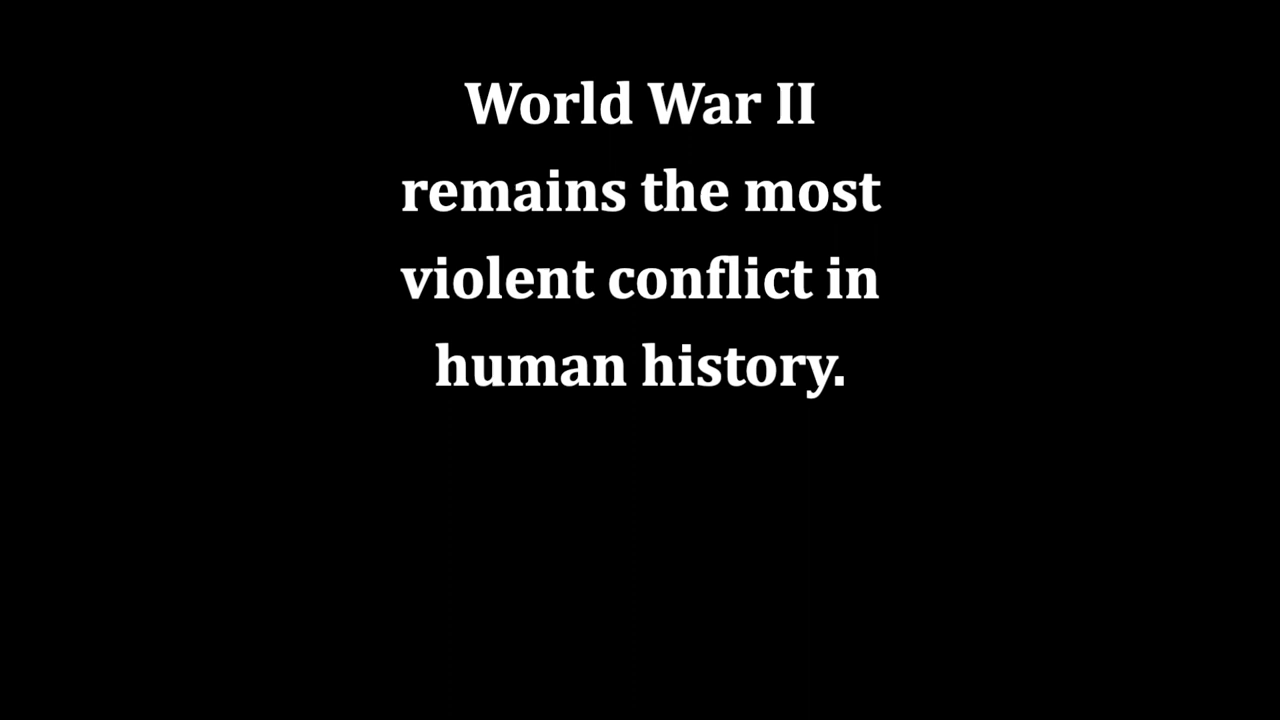 World War II
remains the most
violent conflict in
human history.